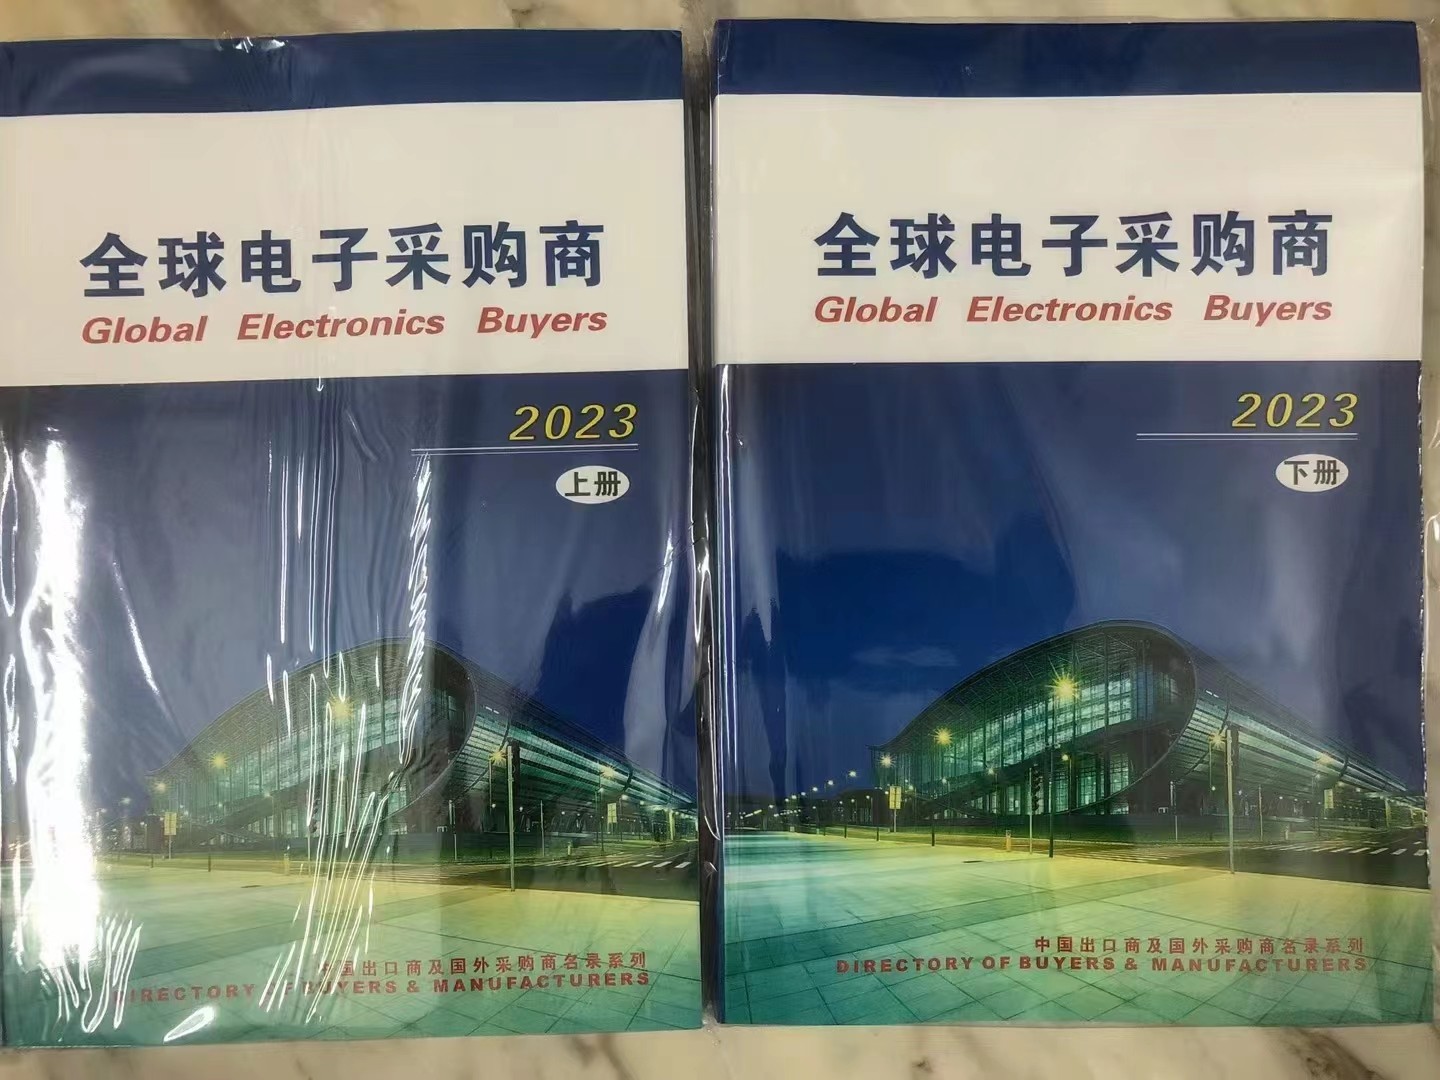 全球电子采购商
Global Electronics Buyers
2023
上册
中国出口商及国外采购商名录系列
DIRECTORY OF BUYERS & MANUFACTURERS
全球电子采购商
Global Electronics Buyers
2023
下册
中国出口商及国外采购商名录系列
DIRECTORY OF BUYERS & MANUFACTURERS